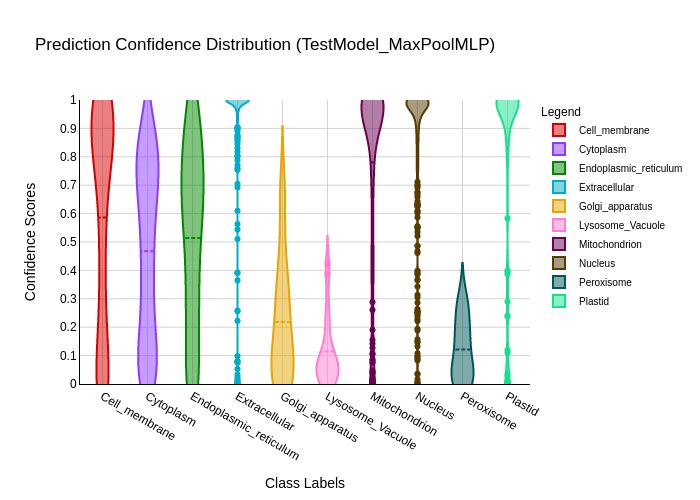 Prediction Confidence Distribution (TestModel_MaxPoolMLP)
Legend
Cell_membrane
Cytoplasm
Endoplasmic_reticulum
Extracellular
Golgi_apparatus
Lysosome_Vacuole
Mitochondrion
Nucleus
Peroxisome
Plastid
Confidence Scores
1
0.9
0.8
0.7
0.6
0.5
0.4
0.3
0.2
0.1
0
Cell_membrane
Cytoplasm
Endoplasmic_reticulum
Extracellular
Golgi_apparatus
Lysosome_Vacuole
Mitochondrion
Nucleus
Peroxisome
Plastid
Class Labels